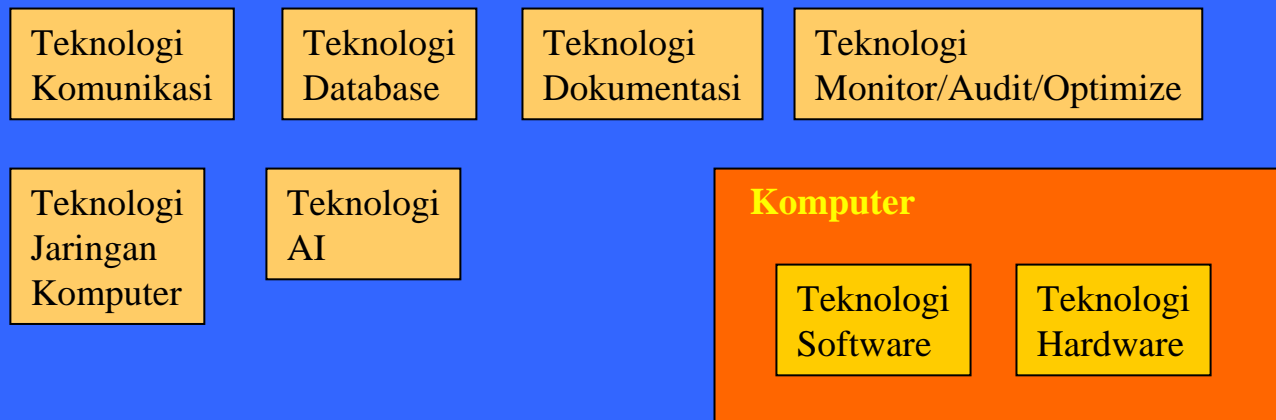 Teknologi
Komunikasi
Teknologi
Database
Teknologi
Dokumentasi
Teknologi
Monitor/Audit/Optimize
Teknologi
Jaringan
Komputer
Teknologi
AI
Komputer
Teknologi
Software
Teknologi
Hardware